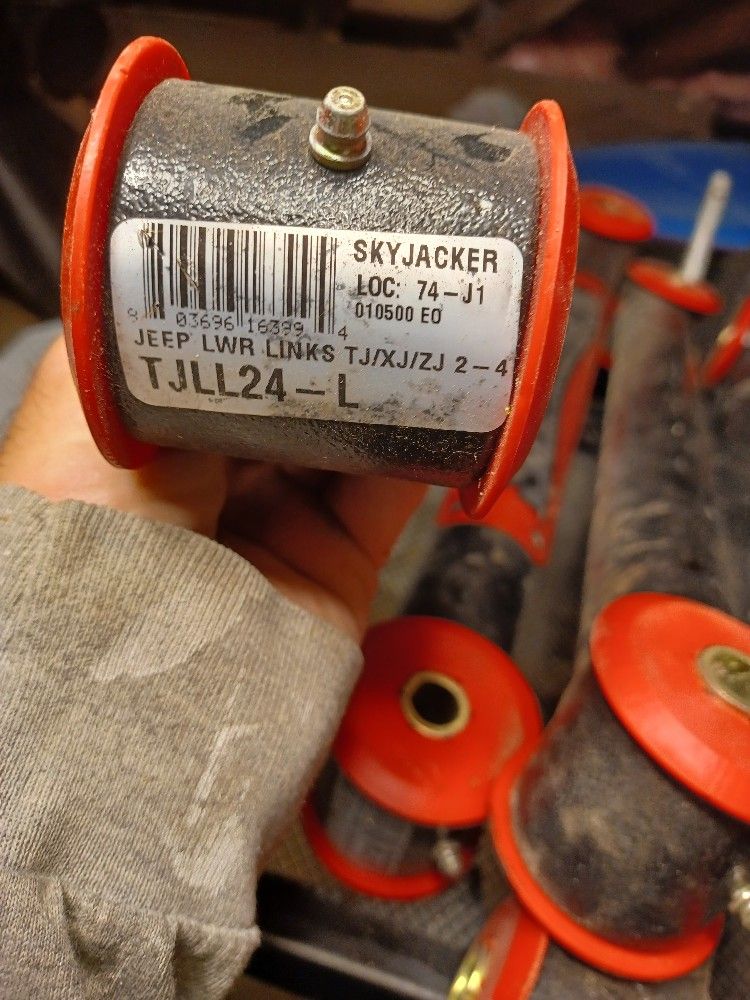 SKYJACKER
LOC: 74-J1
010500 EO
8 03696 16399 4
JEEP LWR LINKS TJ/XJ/ZJ 2-4
TJLL24-L